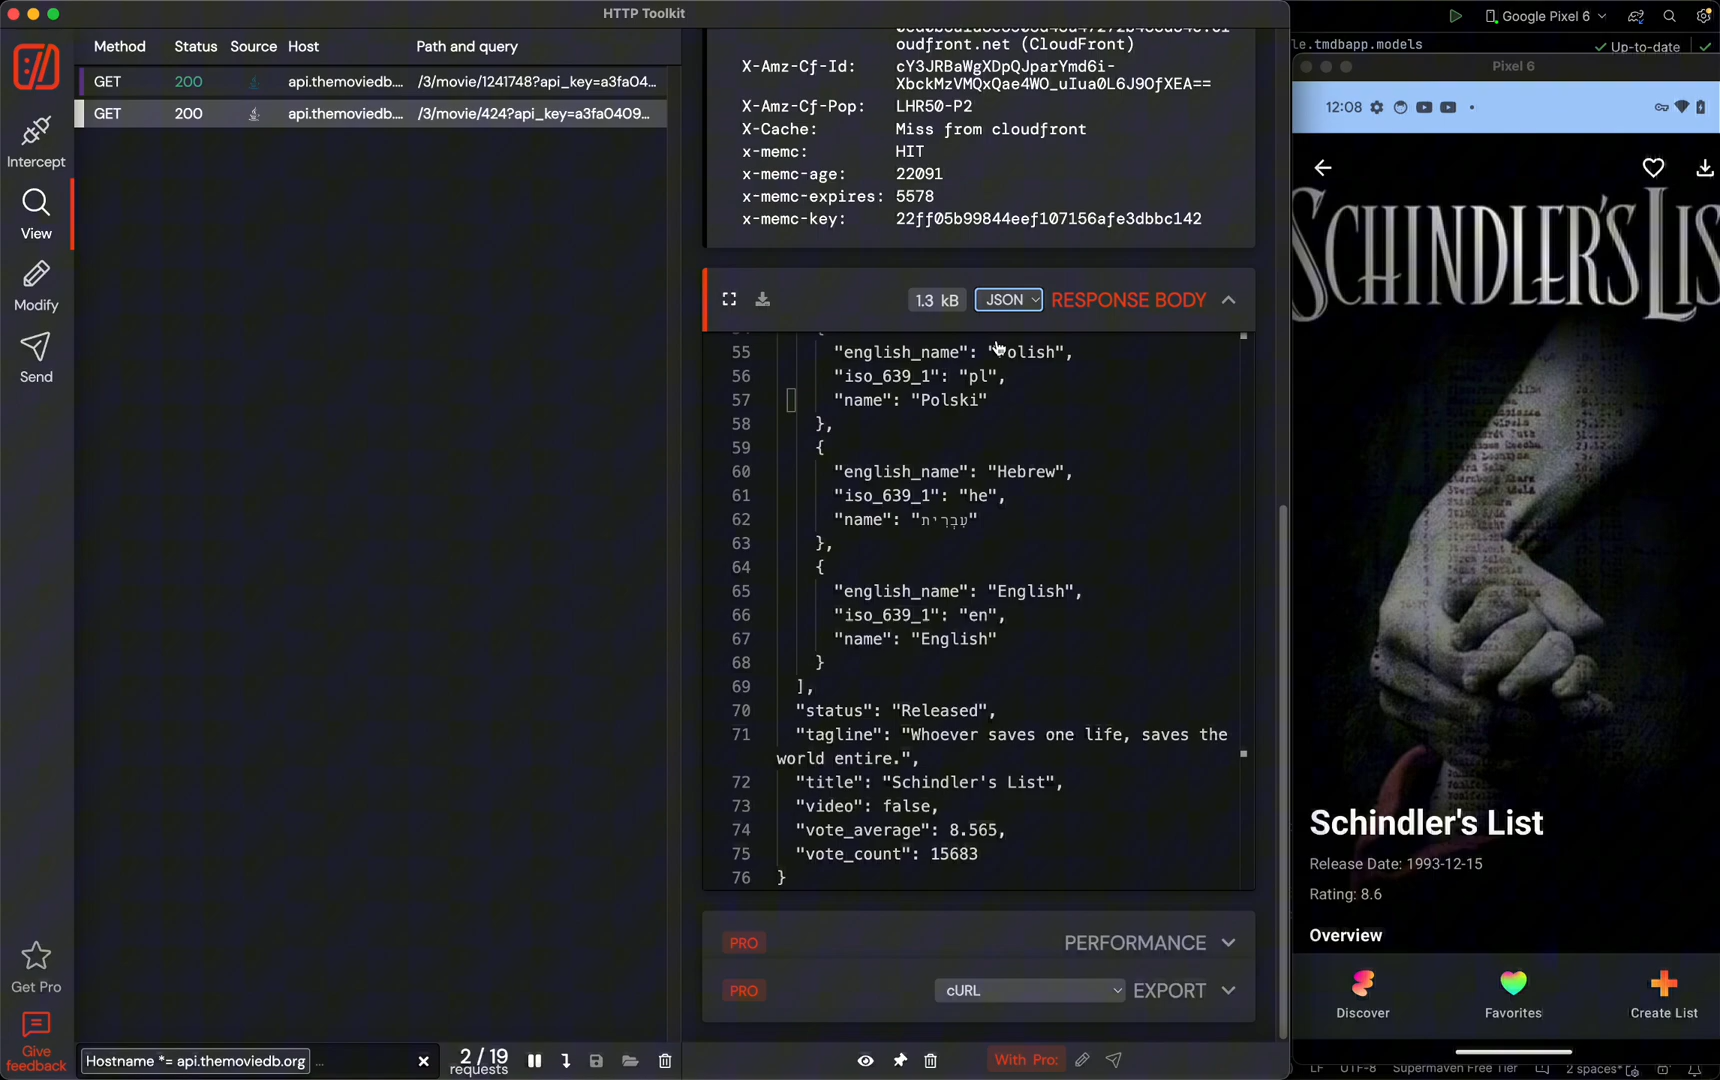 HTTP Toolkit
Method Status Source Host Path and query
GET 200 api.themoviedb.... /3/movie/1241748?api_key=a3fa04...
GET 200 api.themoviedb.... /3/movie/424?api_key=a3fa0409...
Intercept
View
Modify
Send
Get Pro
Give
feedback
Hostname *= api.themoviedb.org ...
2 / 19
requests
oudfront.net (CloudFront)
X-Amz-Cf-Id: cY3JRBaWgXDpQJparYmd6i-
XbckMzVMQxQae4WO_uIua0L6J9OfXEA==
X-Amz-Cf-Pop: LHR50-P2
X-Cache: Miss from cloudfront
x-memc: HIT
x-memc-age: 22091
x-memc-expires: 5578
x-memc-key: 22ff05b99844eef107156afe3dbbc142
1.3 kB JSON RESPONSE BODY
55 "english_name": "Polish",
56 "iso_639_1": "pl",
57 "name": "Polski"
58 },
59 {
60 "english_name": "Hebrew",
61 "iso_639_1": "he",
62 "name": "עִבְרִית"
63 },
64 {
65 "english_name": "English",
66 "iso_639_1": "en",
67 "name": "English"
68 }
69 ],
70 "status": "Released",
71 "tagline": "Whoever saves one life, saves the
world entire.",
72 "title": "Schindler's List",
73 "video": false,
74 "vote_average": 8.565,
75 "vote_count": 15683
76 }
PRO PERFORMANCE
PRO cURL EXPORT
With Pro:
Google Pixel 6
le.tmdbapp.models
Up-to-date
Pixel 6
12:08
SCHINDLER'S LIS
Schindler's List
Release Date: 1993-12-15
Rating: 8.6
Overview
Discover Favorites Create List
LF UTF-8 Supermaven Free Tier 2 spaces*